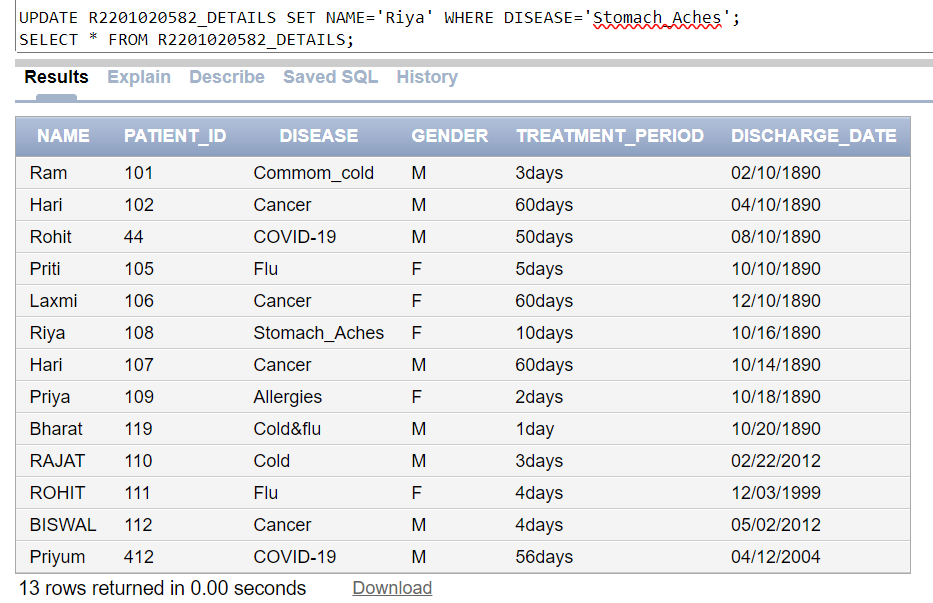 UPDATE R2201020582_DETAILS SET NAME='Riya' WHERE DISEASE='Stomach_Aches';
SELECT * FROM R2201020582_DETAILS;
Results Explain Describe Saved SQL History
NAME PATIENT_ID DISEASE GENDER TREATMENT_PERIOD DISCHARGE_DATE
Ram 101 Commom_cold M 3days 02/10/1890
Hari 102 Cancer M 60days 04/10/1890
Rohit 44 COVID-19 M 50days 08/10/1890
Priti 105 Flu F 5days 10/10/1890
Laxmi 106 Cancer F 60days 12/10/1890
Riya 108 Stomach_Aches F 10days 10/16/1890
Hari 107 Cancer M 60days 10/14/1890
Priya 109 Allergies F 2days 10/18/1890
Bharat 119 Cold&flu M 1day 10/20/1890
RAJAT 110 Cold M 3days 02/22/2012
ROHIT 111 Flu F 4days 12/03/1999
BISWAL 112 Cancer M 4days 05/02/2012
Priyum 412 COVID-19 M 56days 04/12/2004
13 rows returned in 0.00 seconds Download